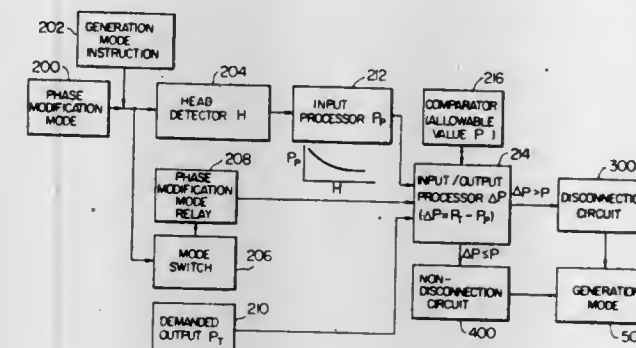 202
GENERATION
MODE
INSTRUCTION
200
PHASE
MODIFICATION
MODE
204
HEAD
DETECTOR H
212
INPUT
PROCESSOR Pp
Pp
H
216
COMPARATOR
(ALLOWABLE
VALUE P)
208
PHASE
MODIFICATION
MODE
RELAY
214
INPUT/OUTPUT
PROCESSOR ΔP
(ΔP=PT-Pp)
ΔP>P
300
DISCONNECTION
CIRCUIT
MODE
SWITCH
206
ΔP≤P
NON-
DISCONNECTION
CIRCUIT
400
GENERATION
MODE
50
210
DEMANDED
OUTPUT PT